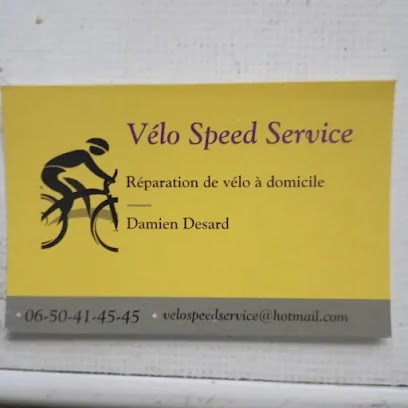 Vélo Speed Service
Réparation de vélo à domicile
Damien Desard
06-50-41-45-45 velospeedservice@hotmail.com